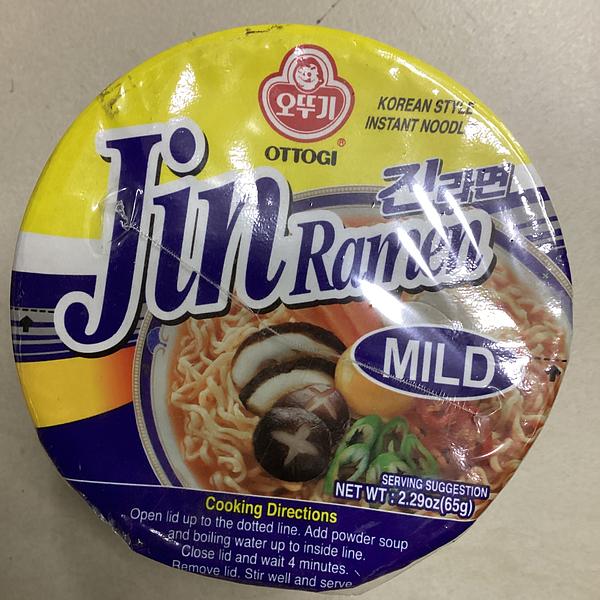 오뚜기
®
OTTOGI
KOREAN STYLE
INSTANT NOODL
진라면
Jin Ramen
MILD
SERVING SUGGESTION
NET WT : 2.29oz(65g)
Cooking Directions
Open lid up to the dotted line. Add powder soup
and boiling water up to inside line.
Close lid and wait 4 minutes.
Remove lid. Stir well and serve.